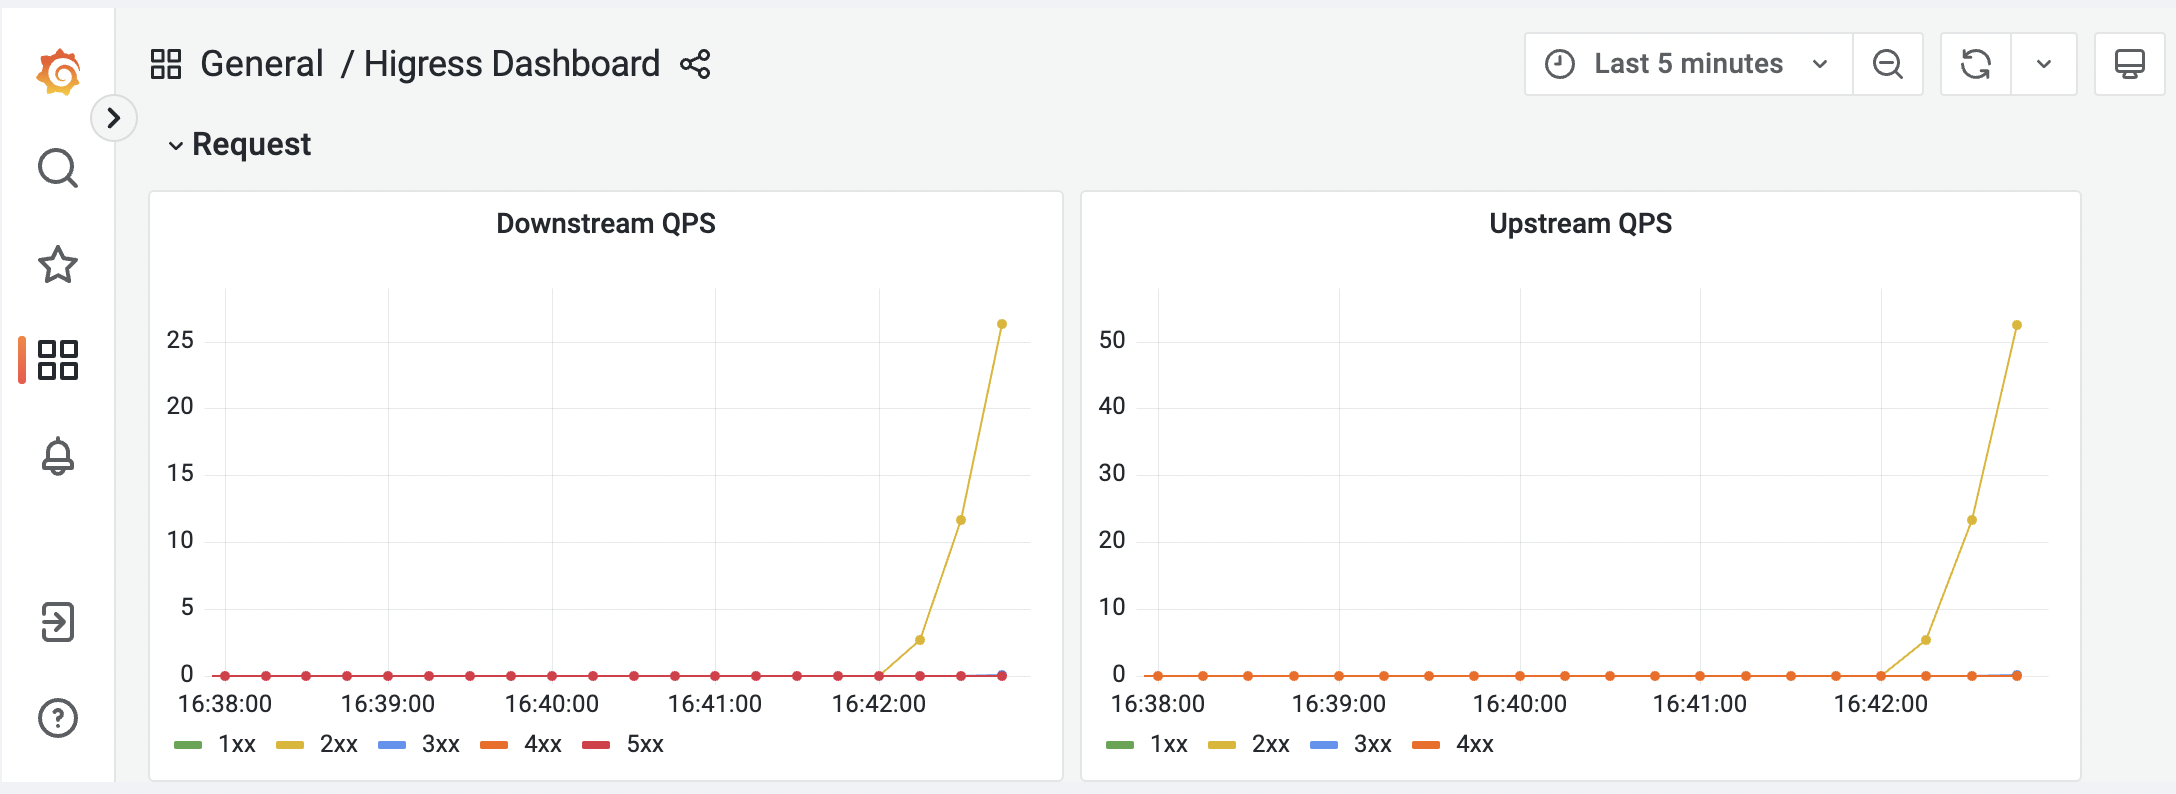 General / Higress Dashboard
Last 5 minutes
Request
Downstream QPS
25
20
15
10
5
0
16:38:00 16:39:00 16:40:00 16:41:00 16:42:00
1xx 2xx 3xx 4xx 5xx
Upstream QPS
50
40
30
20
10
0
16:38:00 16:39:00 16:40:00 16:41:00 16:42:00
1xx 2xx 3xx 4xx